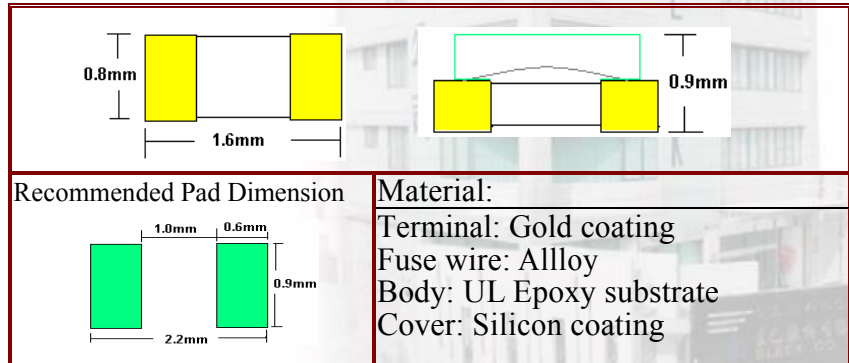 0.8mm
1.6mm
0.9mm
Recommended Pad Dimension
1.0mm 0.6mm
0.9mm
2.2mm
Material:
Terminal: Gold coating
Fuse wire: Allloy
Body: UL Epoxy substrate
Cover: Silicon coating